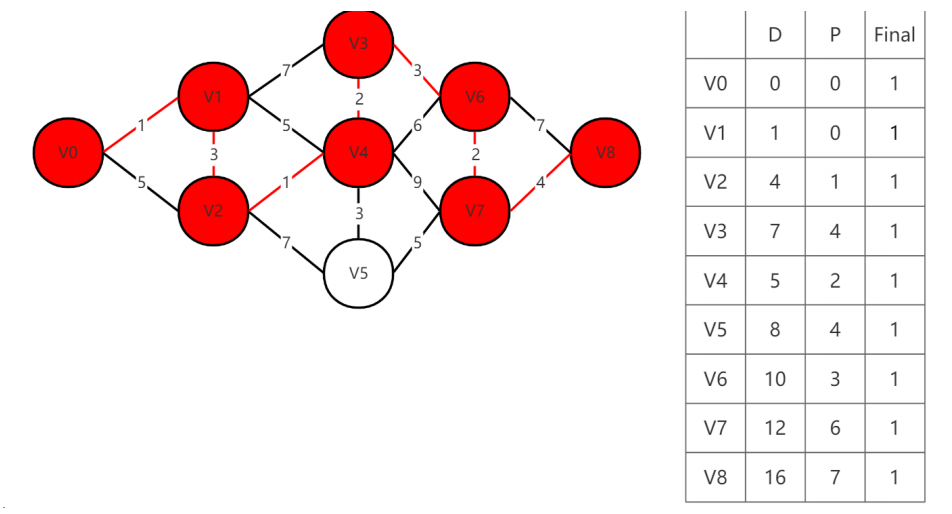 V3
7
3
V1
2
V6
1
5
6
7
V0
3
V4
2
V8
5
1
9
4
V2
3
V7
7
5
V5
D P Final
V0 0 0 1
V1 1 0 1
V2 4 1 1
V3 7 4 1
V4 5 2 1
V5 8 4 1
V6 10 3 1
V7 12 6 1
V8 16 7 1